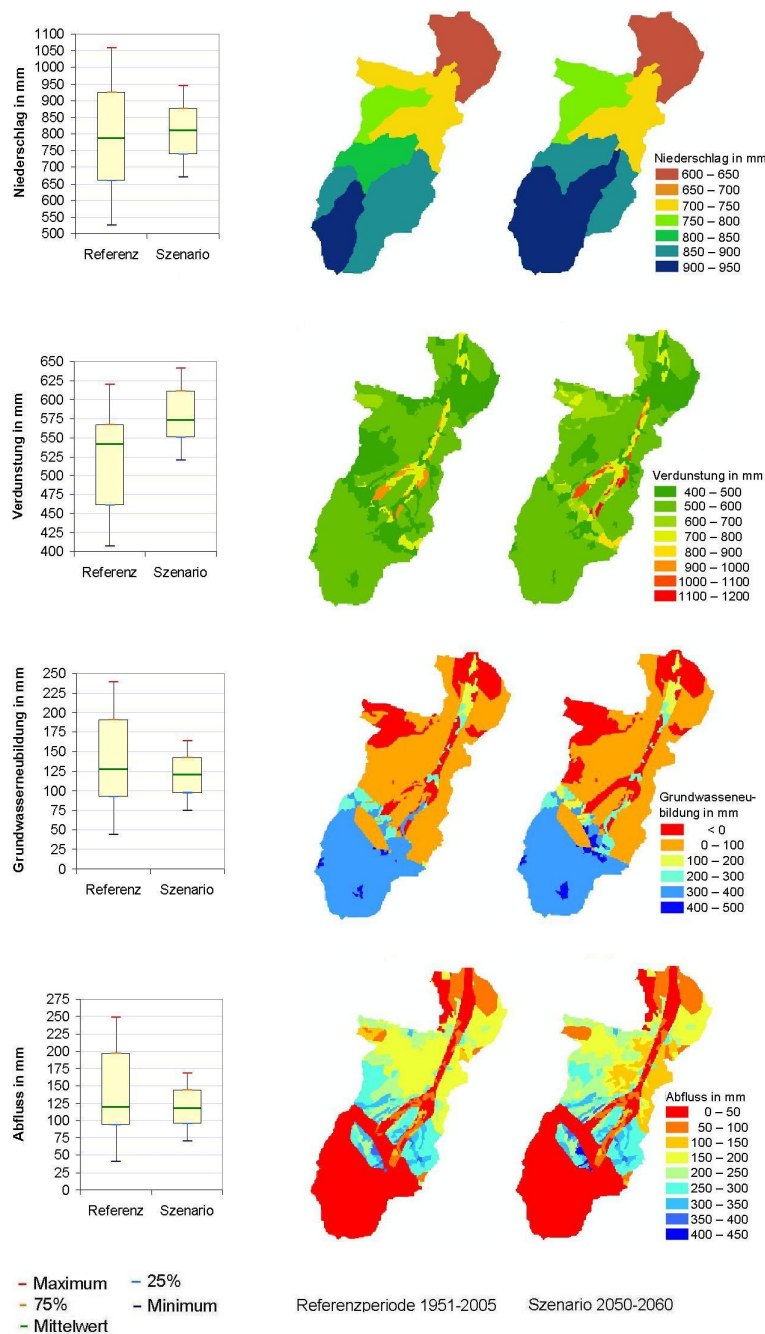 Niederschlag in mm
1100
1050
1000
950
900
850
800
750
700
650
600
550
500
Referenz
Szenario
Niederschlag in mm
600 – 650
650 – 700
700 – 750
750 – 800
800 – 850
850 – 900
900 – 950
Verdunstung in mm
650
625
600
575
550
525
500
475
450
425
400
Referenz
Szenario
Verdunstung in mm
400 – 500
500 – 600
600 – 700
700 – 800
800 – 900
900 – 1000
1000 – 1100
1100 – 1200
Grundwasserneubildung in mm
250
225
200
175
150
125
100
75
50
25
0
Referenz
Szenario
Grundwasseneu-
bildung in mm
< 0
0 – 100
100 – 200
200 – 300
300 – 400
400 – 500
Abfluss in mm
275
250
225
200
175
150
125
100
75
50
25
0
Referenz
Szenario
Abfluss in mm
0 – 50
50 – 100
100 – 150
150 – 200
200 – 250
250 – 300
300 – 350
350 – 400
400 – 450
Maximum
25%
75%
Minimum
Mittelwert
Referenzperiode 1951-2005
Szenario 2050-2060